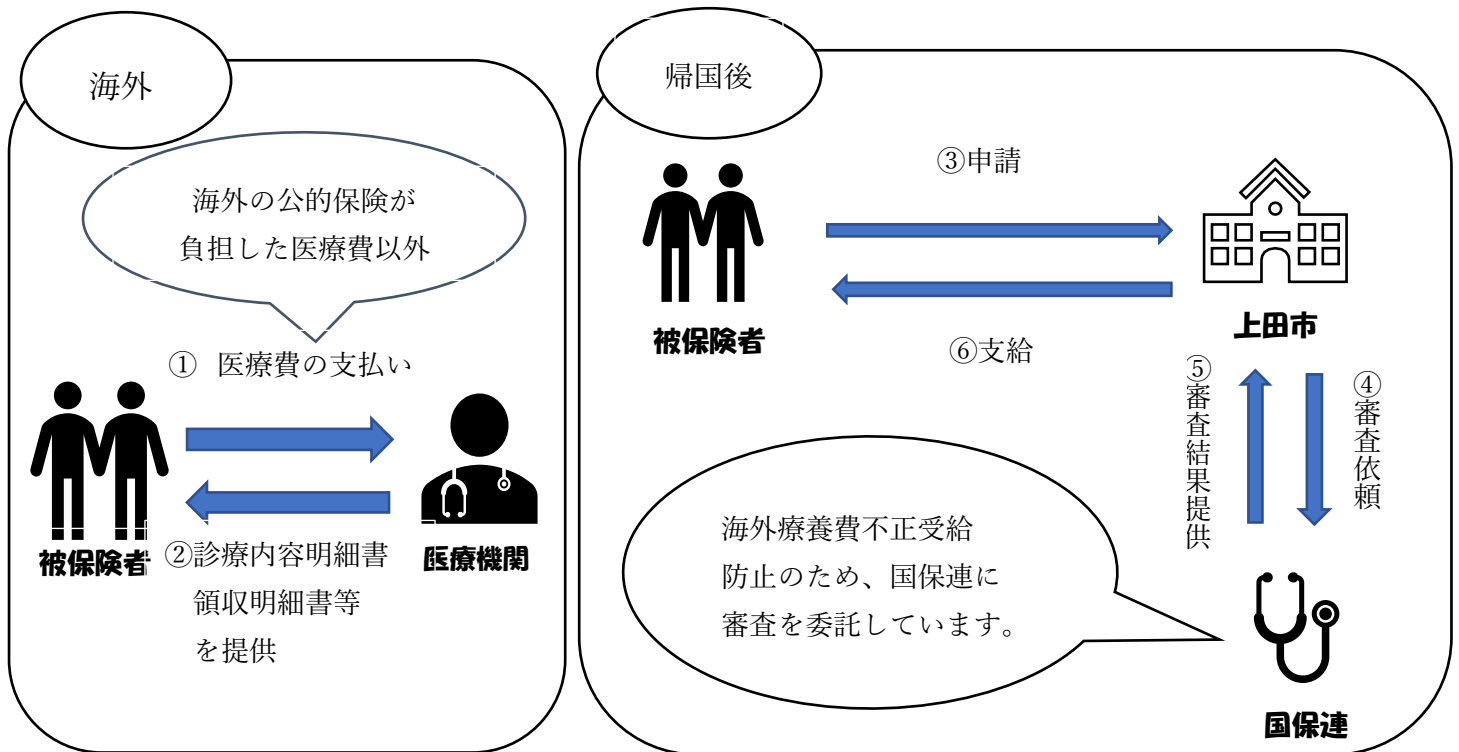 海外
海外の公的保険が
負担した医療費以外
① 医療費の支払い
被保険者
医療機関
②診療内容明細書
領収明細書等
を提供
帰国後
③申請
被保険者
上田市
⑥支給
⑤審査結果提供
④審査依頼
海外療養費不正受給
防止のため、国保連に
審査を委託しています。
国保連